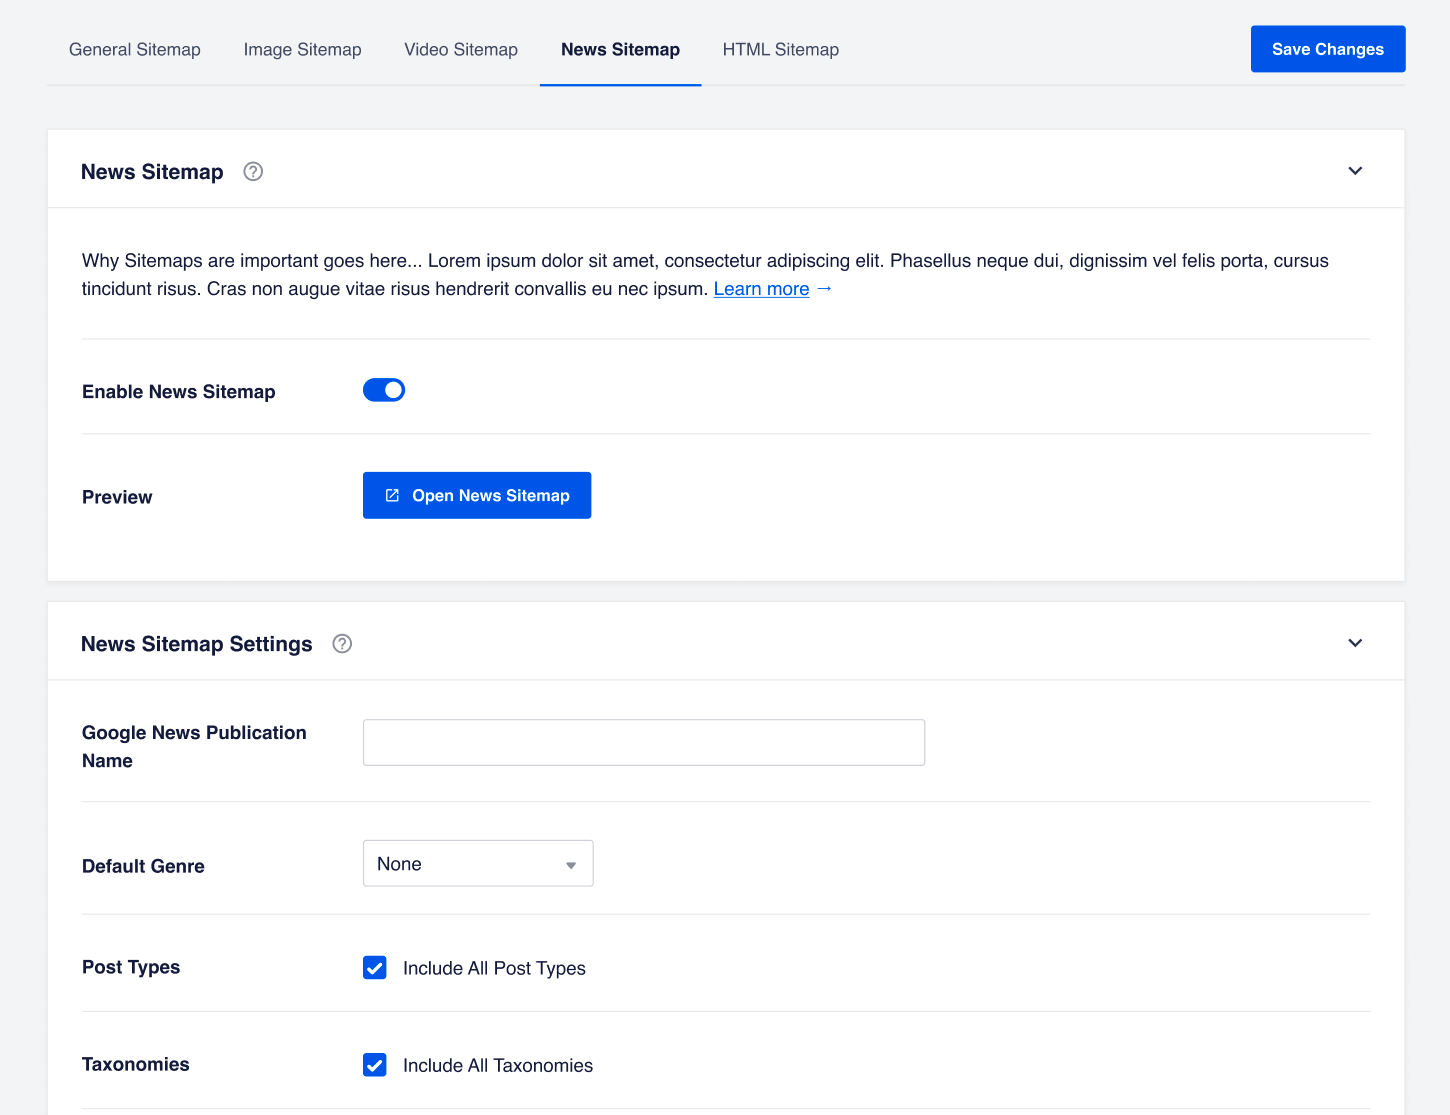 General Sitemap
Image Sitemap
Video Sitemap
News Sitemap
HTML Sitemap
Save Changes
News Sitemap
Why Sitemaps are important goes here... Lorem ipsum dolor sit amet, consectetur adipiscing elit. Phasellus neque dui, dignissim vel felis porta, cursus
tincidunt risus. Cras non augue vitae risus hendrerit convallis eu nec ipsum. Learn more →
Enable News Sitemap
Preview
Open News Sitemap
News Sitemap Settings
Google News Publication
Name
Default Genre
None
Post Types
Include All Post Types
Taxonomies
Include All Taxonomies